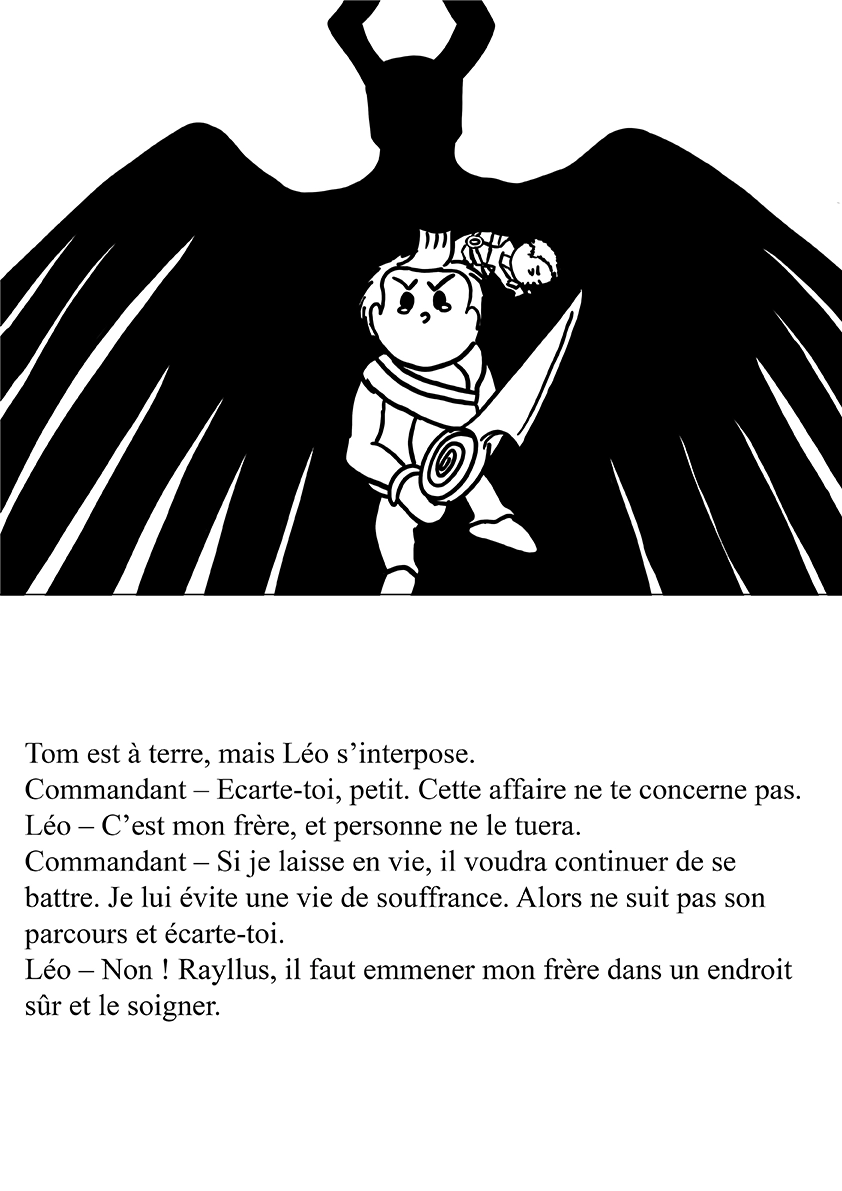 Tom est à terre, mais Léo s’interpose.
Commandant – Ecarte-toi, petit. Cette affaire ne te concerne pas.
Léo – C’est mon frère, et personne ne le tuera.
Commandant – Si je laisse en vie, il voudra continuer de se
battre. Je lui évite une vie de souffrance. Alors ne suit pas son
parcours et écarte-toi.
Léo – Non ! Rayllus, il faut emmener mon frère dans un endroit
sûr et le soigner.